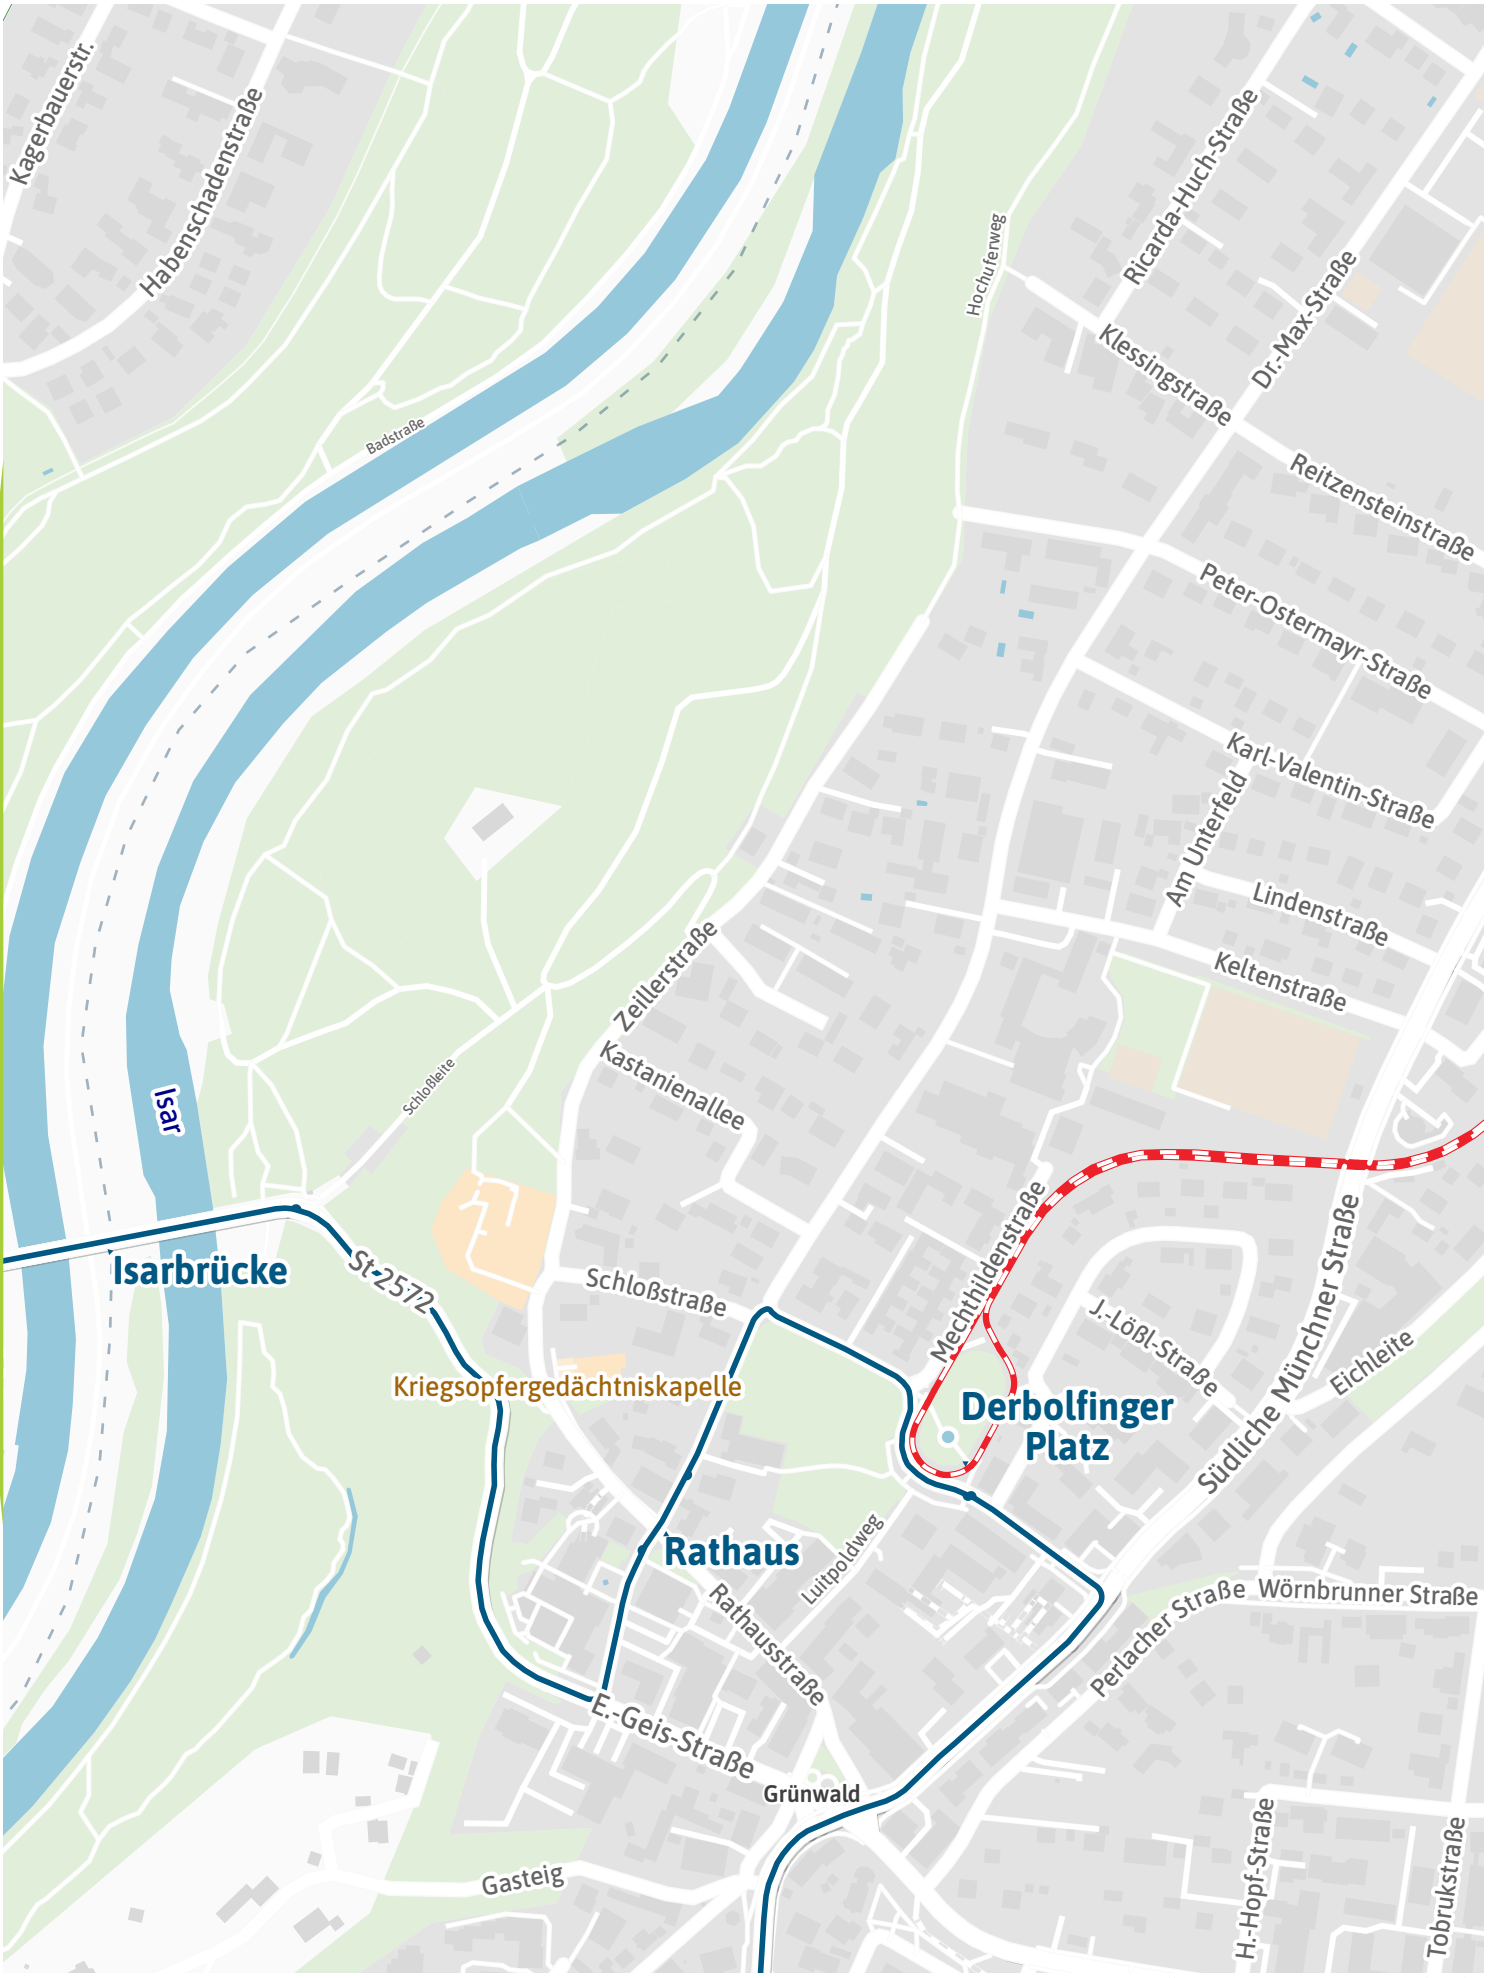 Kagerbauerstr.
Habenschadenstraße
Ricarda-Huch-Straße
Hochuferweg
Dr.-Max-Straße
Klessingstraße
Badstraße
Reitzensteinstraße
Peter-Ostermayr-Straße
Karl-Valentin-Straße
Am Unterfeld
Lindenstraße
Keltenstraße
Zeillerstraße
Kastanienallee
Schloßleite
Isar
Mechthildenstraße
Isarbrücke
St 2572
Schloßstraße
J.-Lößl-Straße
Südliche Münchner Straße
Eichleite
Kriegsopfergedächtniskapelle
Derbolfinger
Platz
Rathaus
Luitpoldweg
Rathausstraße
Perlacher Straße
Wörnbrunner Straße
E.-Geis-Straße
Grünwald
Gasteig
H.-Hopf-Straße
Tobrukstraße